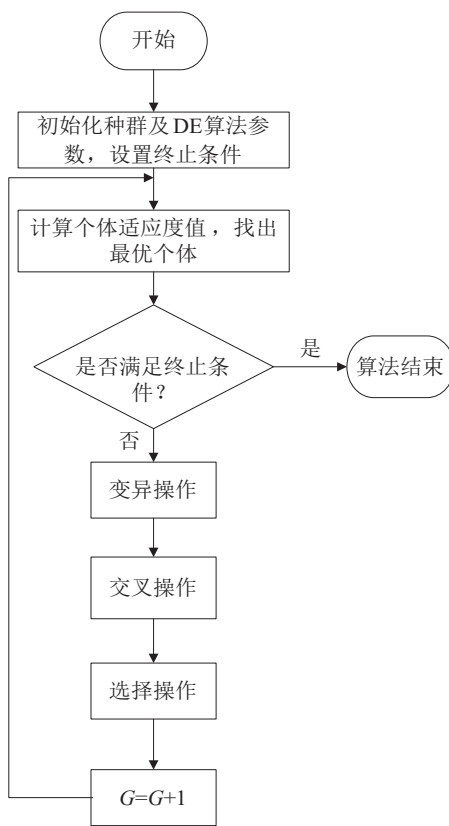 开始
初始化种群及DE算法参
数，设置终止条件
计算个体适应度值，找出
最优个体
是否满足终止条
件？
是
算法结束
否
变异操作
交叉操作
选择操作
G=G+1